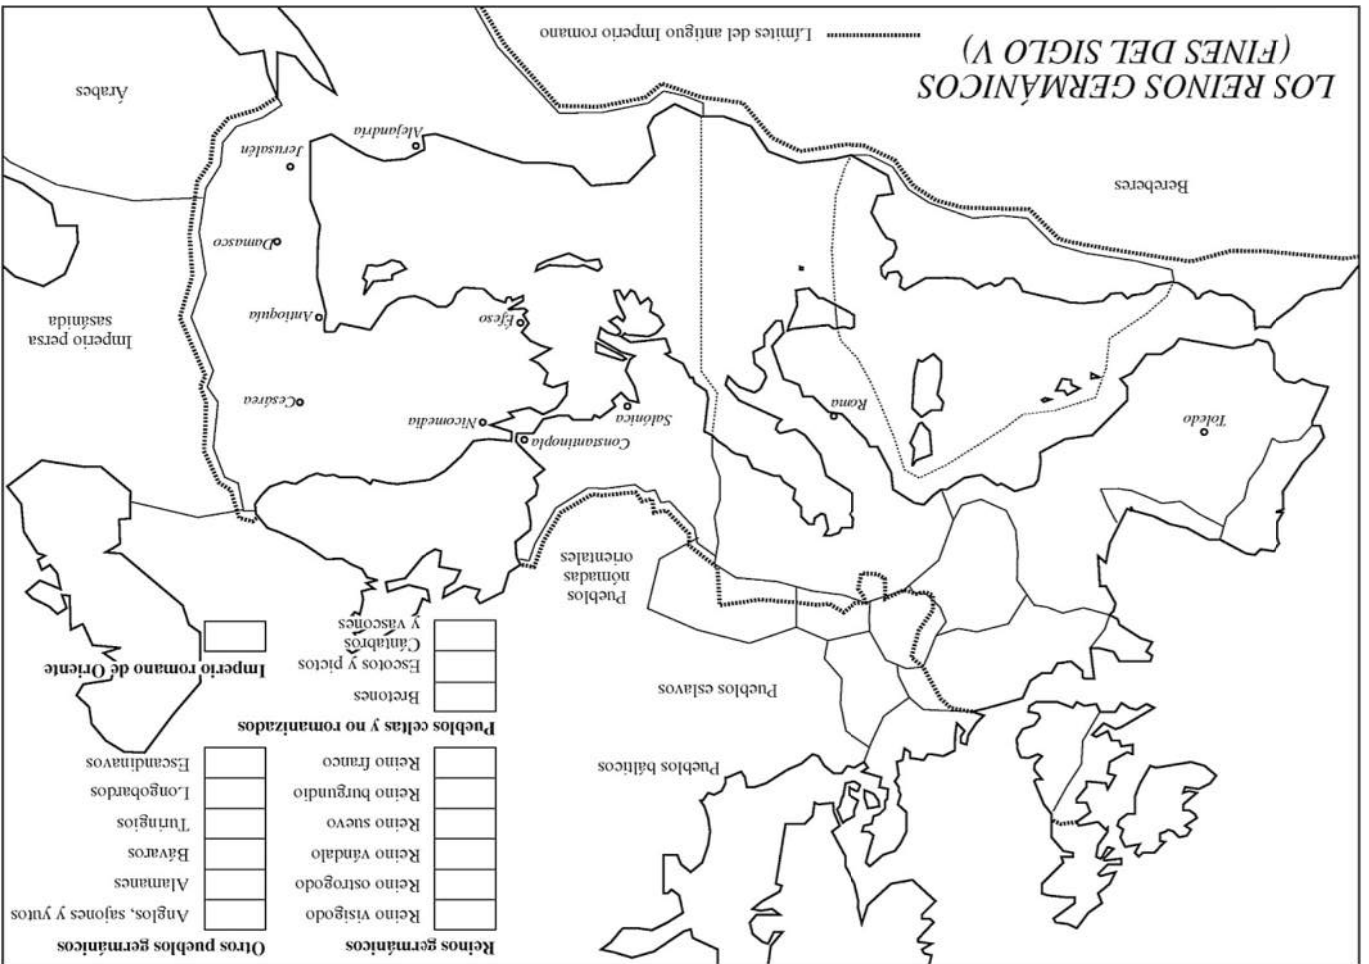 Reinos germánicos
Reino visigodo
Reino ostrogodo
Reino vándalo
Reino suevo
Reino burgundio
Reino franco
Otros pueblos germánicos
Anglos, sajones y yutos
Alamanes
Bávaros
Turingios
Longobardos
Escandinavos
Pueblos celtas y no romanizados
Bretones
Escotos y pictos
Cántabros
y vascones
Imperio romano de Oriente
Pueblos bálticos
Pueblos eslavos
Pueblos
nómadas
orientales
Toledo
Roma
Salónica
Constantinopla
Nicomedia
Cesárea
Éfeso
Antioquía
Imperio persa
sasánida
Damasco
Jerusalén
Alejandría
Bereberes
Árabes
LOS REINOS GERMÁNICOS
(FINES DEL SIGLO V)
Límites del antiguo Imperio romano